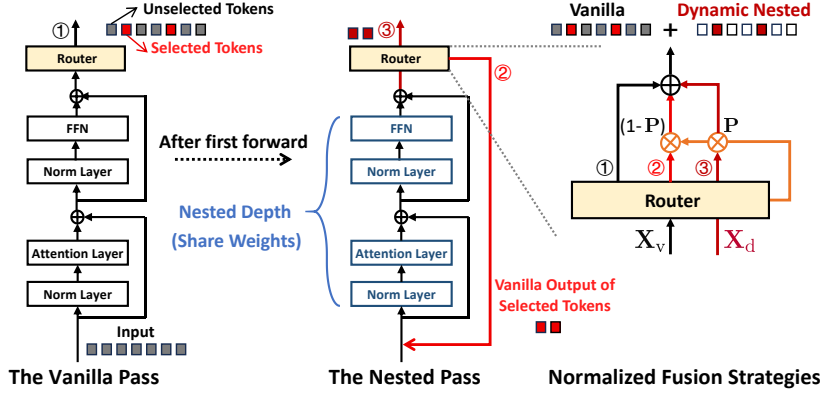 Unselected Tokens
①
Selected Tokens
Router
FFN
Norm Layer
Attention Layer
Norm Layer
Input
The Vanilla Pass
After first forward
Nested Depth
(Share Weights)
③
Router
②
FFN
Norm Layer
Attention Layer
Norm Layer
Vanilla Output of
Selected Tokens
The Nested Pass
Vanilla
+
Dynamic Nested
(1-P)
P
①
②
③
Router
Xv
Xd
Normalized Fusion Strategies